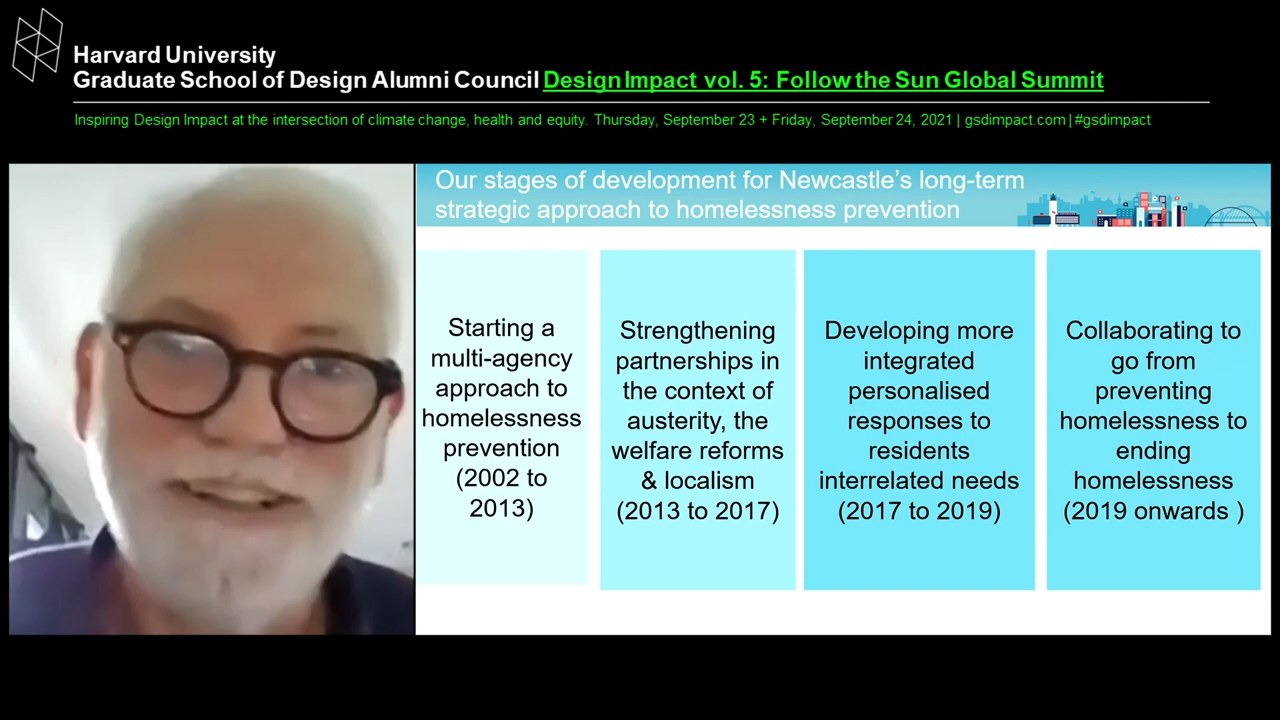 Harvard University
Graduate School of Design Alumni Council Design Impact vol. 5: Follow the Sun Global Summit
Inspiring Design Impact at the intersection of climate change, health and equity. Thursday, September 23 + Friday, September 24, 2021 | gsdimpact.com | #gsdimpact
Our stages of development for Newcastle's long-term
strategic approach to homelessness prevention
Starting a
multi-agency
approach to
homelessness
prevention
(2002 to
2013)
Strengthening
partnerships in
the context of
austerity, the
welfare reforms
& localism
(2013 to 2017)
Developing more
integrated
personalised
responses to
residents
interrelated needs
(2017 to 2019)
Collaborating to
go from
preventing
homelessness to
ending
homelessness
(2019 onwards )